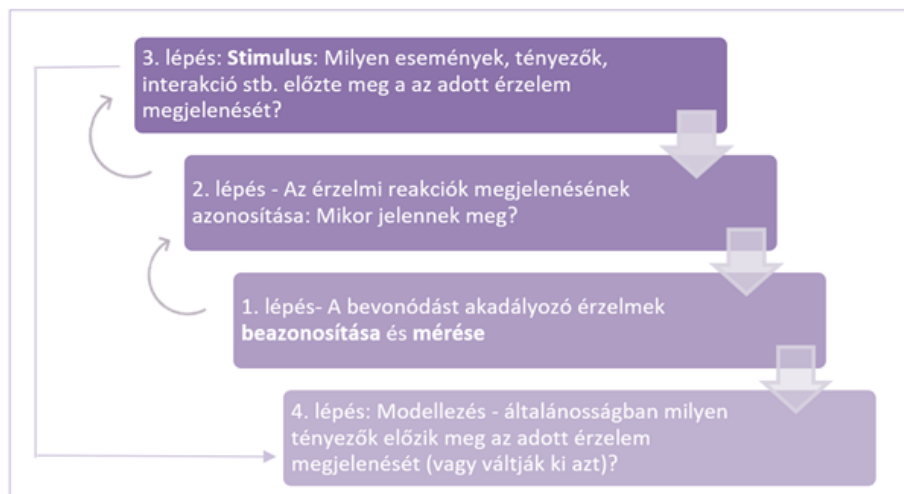 3. lépés: Stimulus: Milyen események, tényezők,
interakció stb. előzte meg a az adott érzelem
megjelenését?
2. lépés - Az érzelmi reakciók megjelenésének
azonosítása: Mikor jelennek meg?
1. lépés- A bevonódást akadályozó érzelmek
beazonosítása és mérése
4. lépés: Modellezés - általánosságban milyen
tényezők előzik meg az adott érzelem
megjelenését (vagy váltják ki azt)?